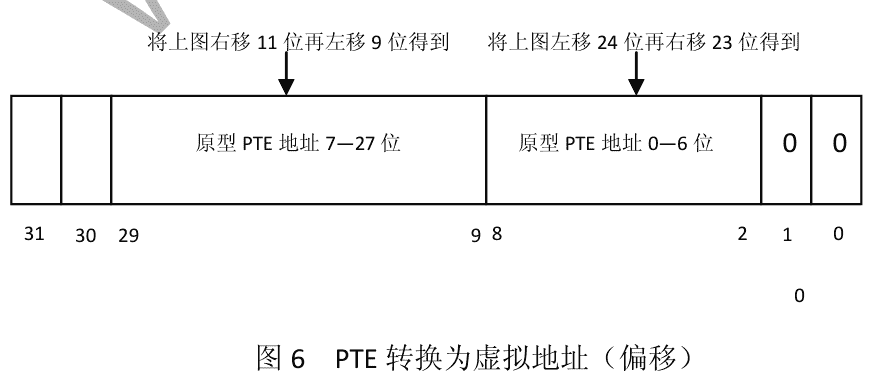 将上图右移 11 位再左移 9 位得到 将上图左移 24 位再右移 23 位得到
原型 PTE 地址 7—27 位 原型 PTE 地址 0—6 位 0 0
31 30 29 9 8 2 1 0
0
图 6 PTE 转换为虚拟地址（偏移）